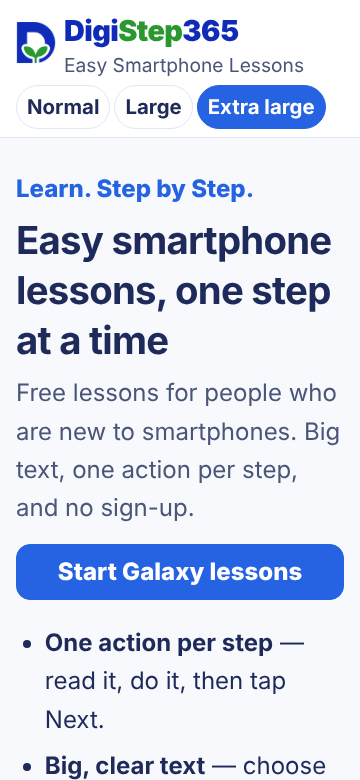 DigiStep365
Easy Smartphone Lessons
Normal Large Extra large
Learn. Step by Step.
Easy smartphone
lessons, one step
at a time
Free lessons for people who
are new to smartphones. Big
text, one action per step,
and no sign-up.
Start Galaxy lessons
• One action per step —
read it, do it, then tap
Next.
• Big, clear text — choose